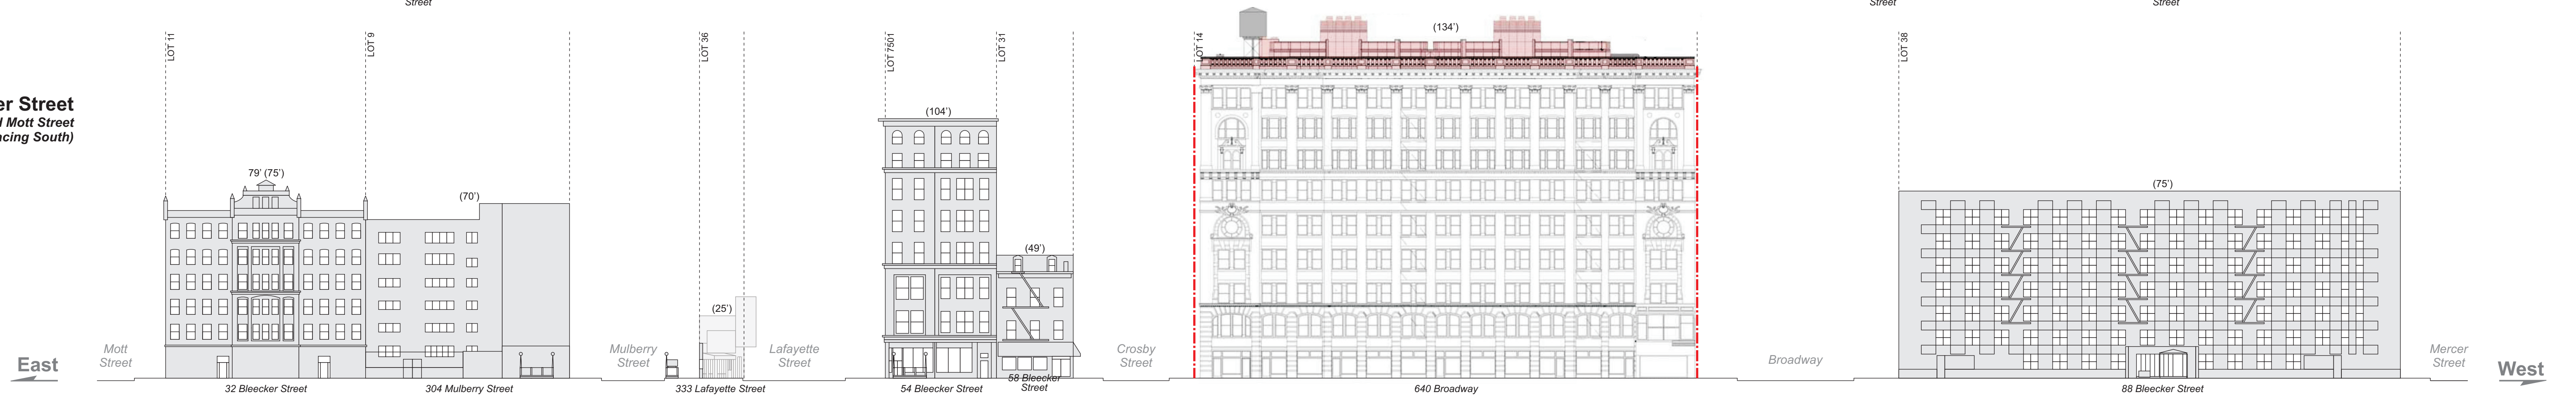 Street
Street
Street
er Street
Mott Street
cing South)
LOT 11
LOT 9
LOT 36
LOT 7501
LOT 31
LOT 14
LOT 38
79' (75')
(70')
(25')
(104')
(49')
(134')
(75')
East
Mott
Street
Mulberry
Street
Lafayette
Street
Crosby
Street
Broadway
Mercer
Street
West
32 Bleecker Street
304 Mulberry Street
333 Lafayette Street
54 Bleecker Street
58 Bleecker
Street
640 Broadway
88 Bleecker Street